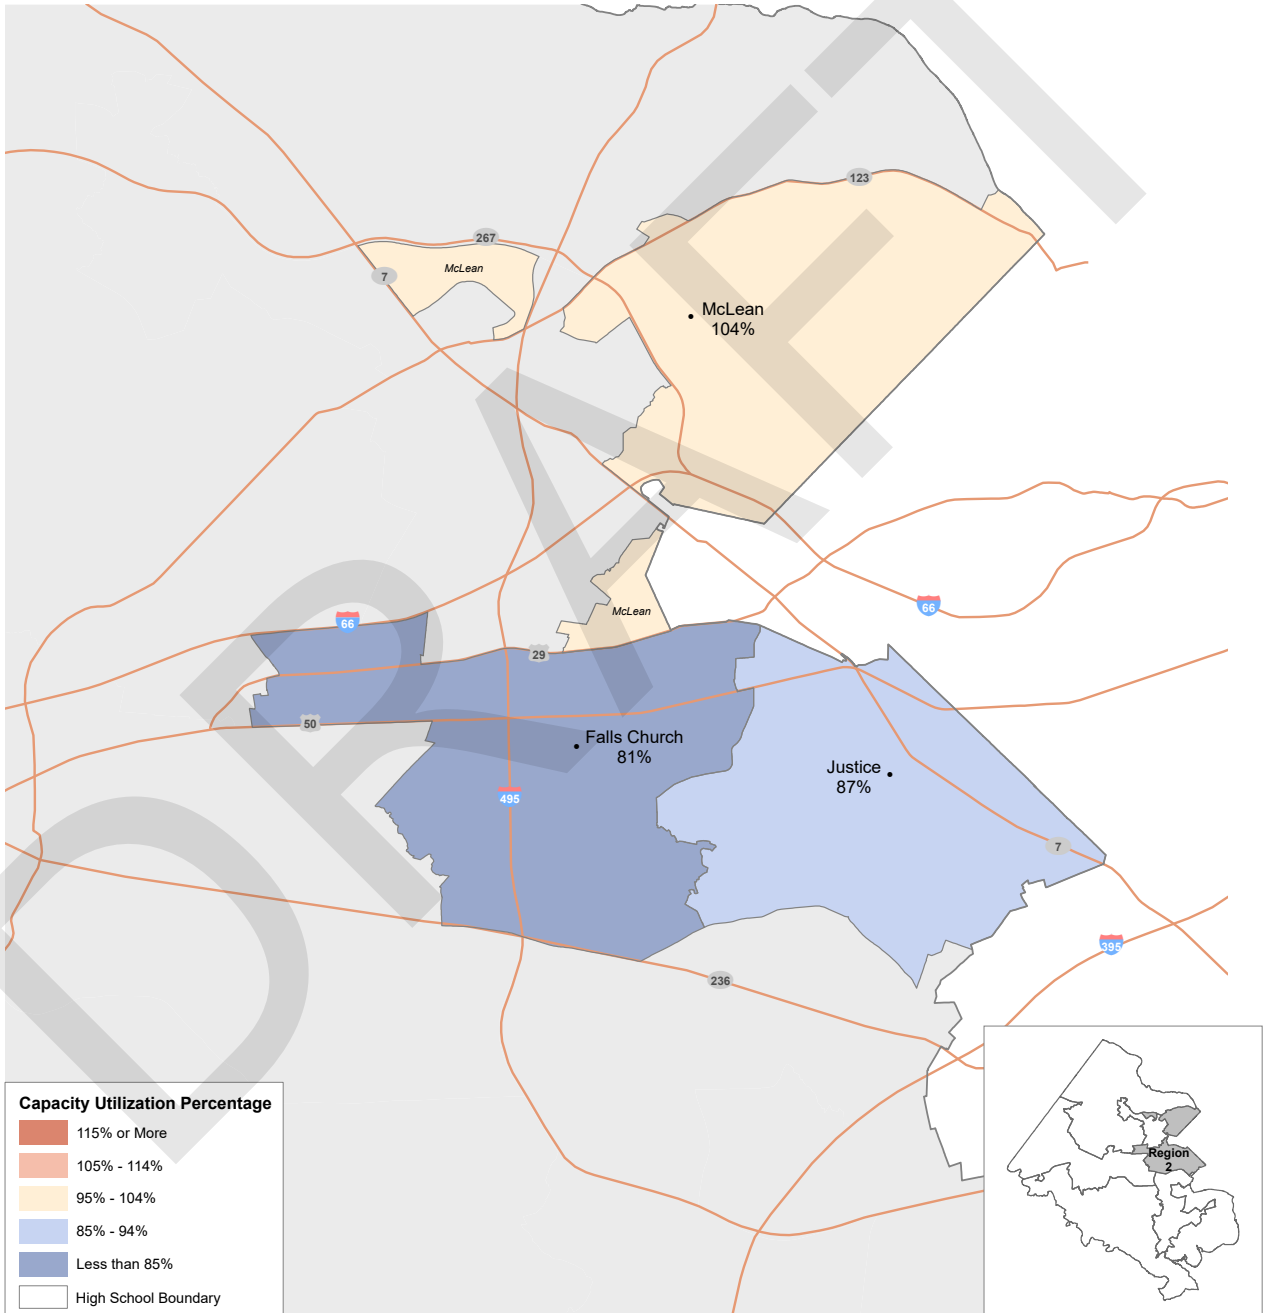 DRAFT
123
267
7
McLean
McLean
104%
McLean
66
66
29
50
Falls Church
81%
Justice
87%
495
7
395
236
Region
2
Capacity Utilization Percentage
115% or More
105% - 114%
95% - 104%
85% - 94%
Less than 85%
High School Boundary